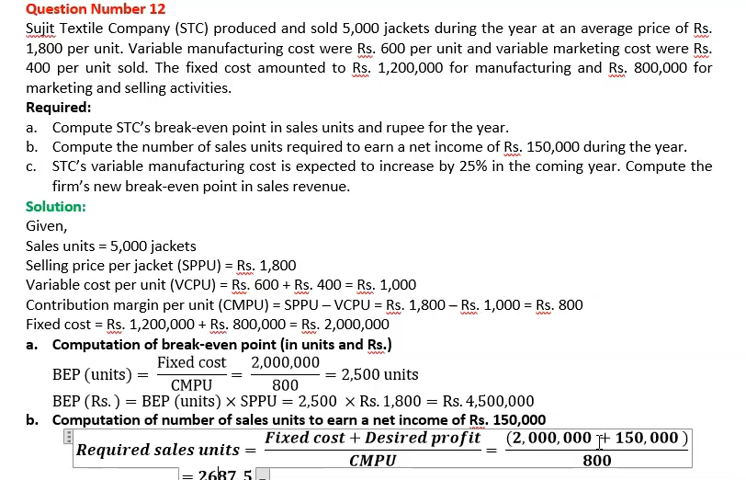 Question Number 12
Sujit Textile Company (STC) produced and sold 5,000 jackets during the year at an average price of Rs.
1,800 per unit. Variable manufacturing cost were Rs. 600 per unit and variable marketing cost were Rs.
400 per unit sold. The fixed cost amounted to Rs. 1,200,000 for manufacturing and Rs. 800,000 for
marketing and selling activities.
Required:
a. Compute STC's break-even point in sales units and rupee for the year.
b. Compute the number of sales units required to earn a net income of Rs. 150,000 during the year.
c. STC's variable manufacturing cost is expected to increase by 25% in the coming year. Compute the
firm's new break-even point in sales revenue.
Solution:
Given,
Sales units = 5,000 jackets
Selling price per jacket (SPPU) = Rs. 1,800
Variable cost per unit (VCPU) = Rs. 600 + Rs. 400 = Rs. 1,000
Contribution margin per unit (CMPU) = SPPU – VCPU = Rs. 1,800 – Rs. 1,000 = Rs. 800
Fixed cost = Rs. 1,200,000 + Rs. 800,000 = Rs. 2,000,000
a. Computation of break-even point (in units and Rs.)
BEP (units) = Fixed cost / CMPU = 2,000,000 / 800 = 2,500 units
BEP (Rs. ) = BEP (units) × SPPU = 2,500 × Rs. 1,800 = Rs. 4,500,000
b. Computation of number of sales units to earn a net income of Rs. 150,000
Required sales units = Fixed cost + Desired profit / CMPU = (2,000,000 + 150,000 ) / 800
= 2687.5